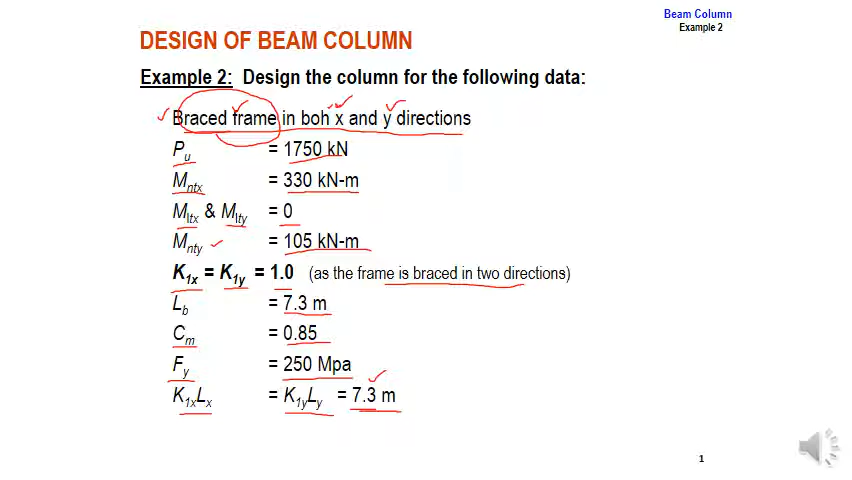 Beam Column
Example 2
DESIGN OF BEAM COLUMN
Example 2: Design the column for the following data:
Braced frame in boh x and y directions
Pu = 1750 kN
Mntx = 330 kN-m
Mltx & Mlty = 0
Mnty = 105 kN-m
K1x = K1y = 1.0 (as the frame is braced in two directions)
Lb = 7.3 m
Cm = 0.85
Fy = 250 Mpa
K1xLx = K1yLy = 7.3 m
1